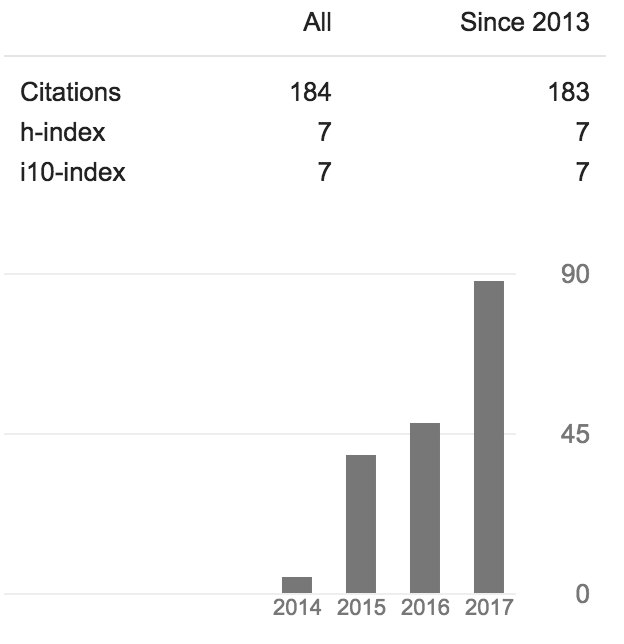 All Since 2013
Citations 184 183
h-index 7 7
i10-index 7 7
90
45
0
2014 2015 2016 2017